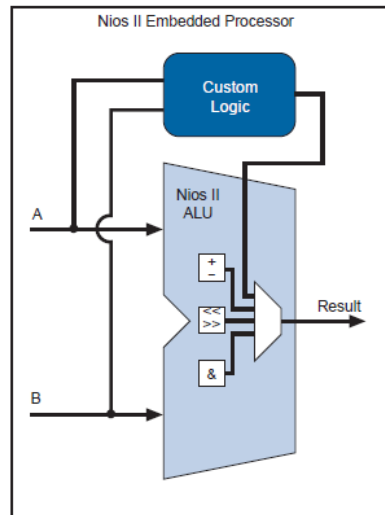 Nios II Embedded Processor
Custom
Logic
Nios II
ALU
A
+
−
<<
>>
Result
&
B